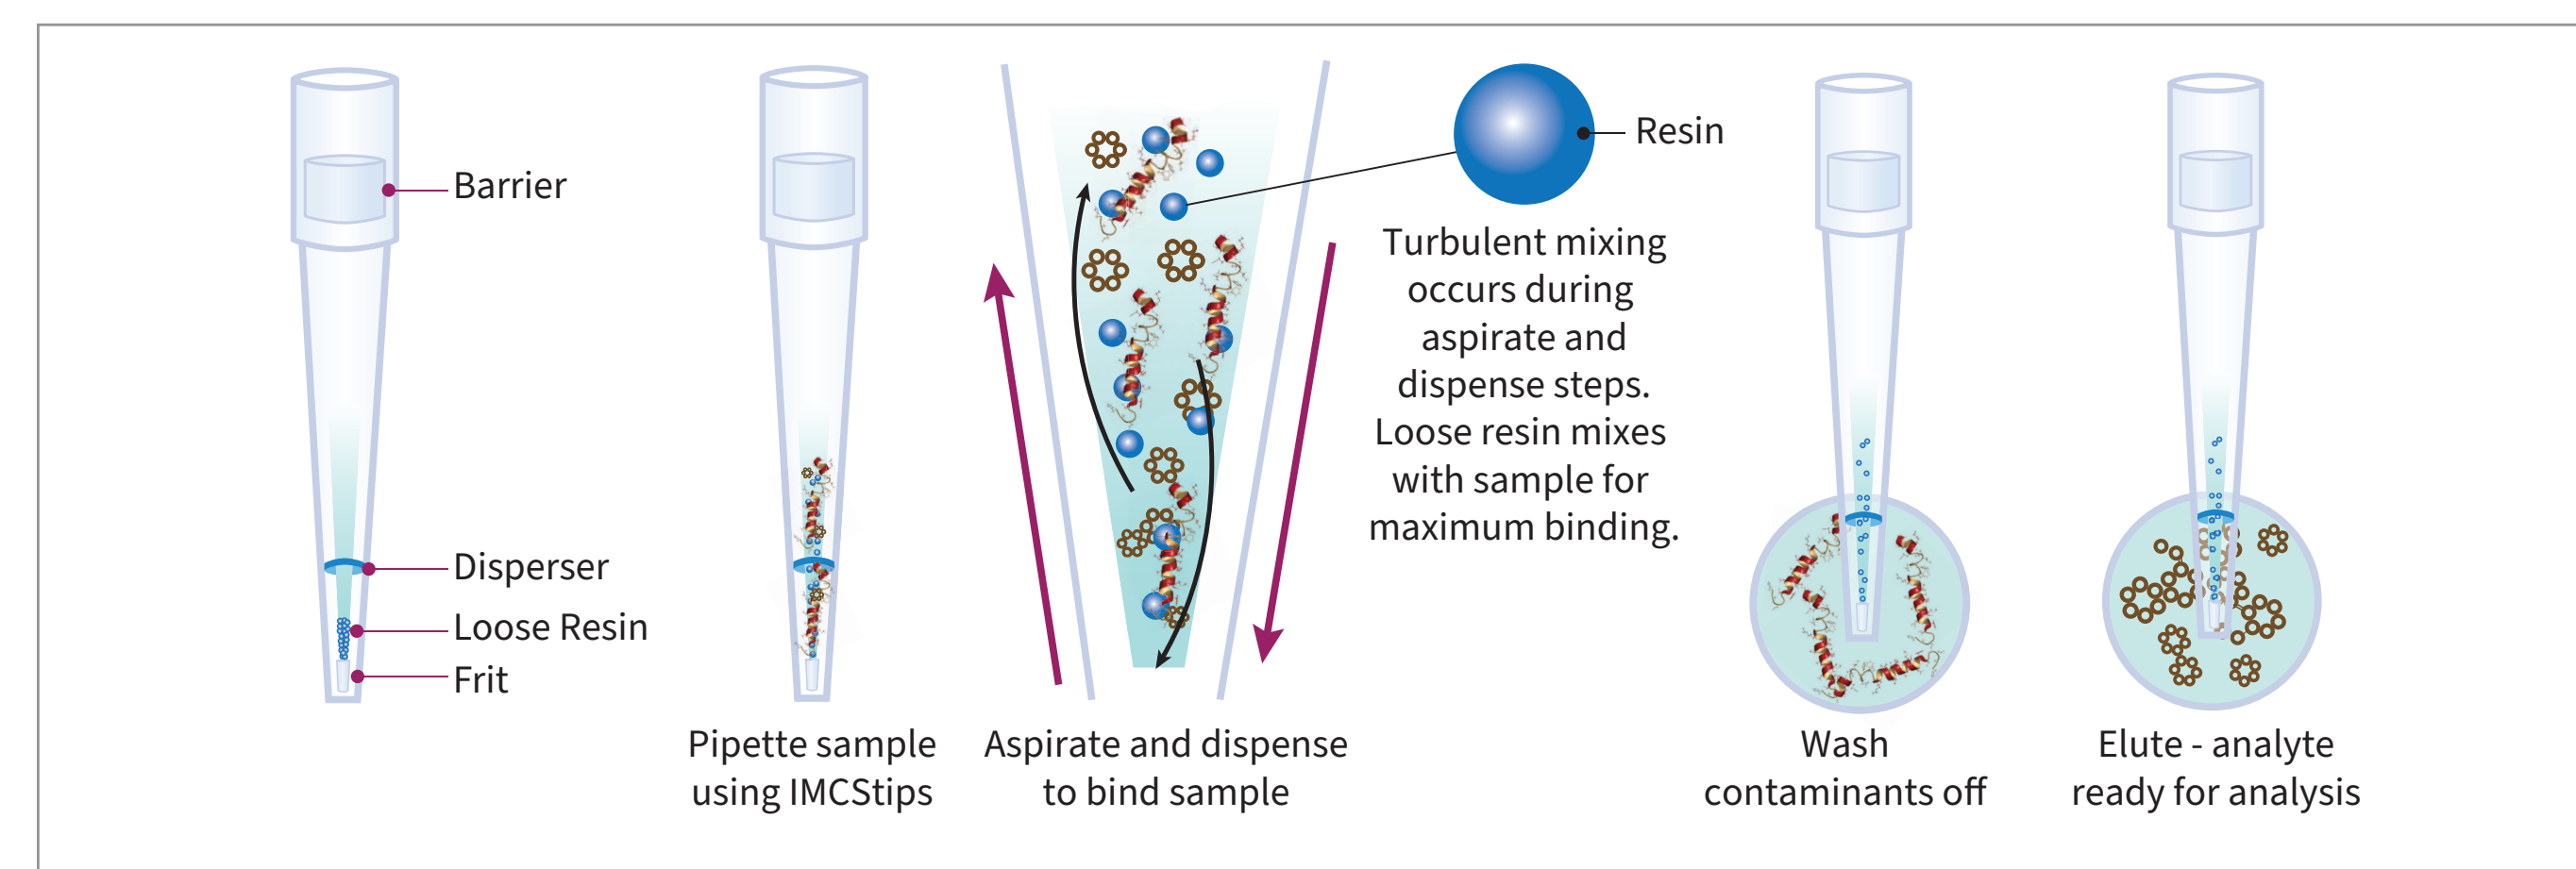 Barrier
Disperser
Loose Resin
Frit
Pipette sample
using IMCStips
Aspirate and dispense
to bind sample
Resin
Turbulent mixing
occurs during
aspirate and
dispense steps.
Loose resin mixes
with sample for
maximum binding.
Wash
contaminants off
Elute - analyte
ready for analysis